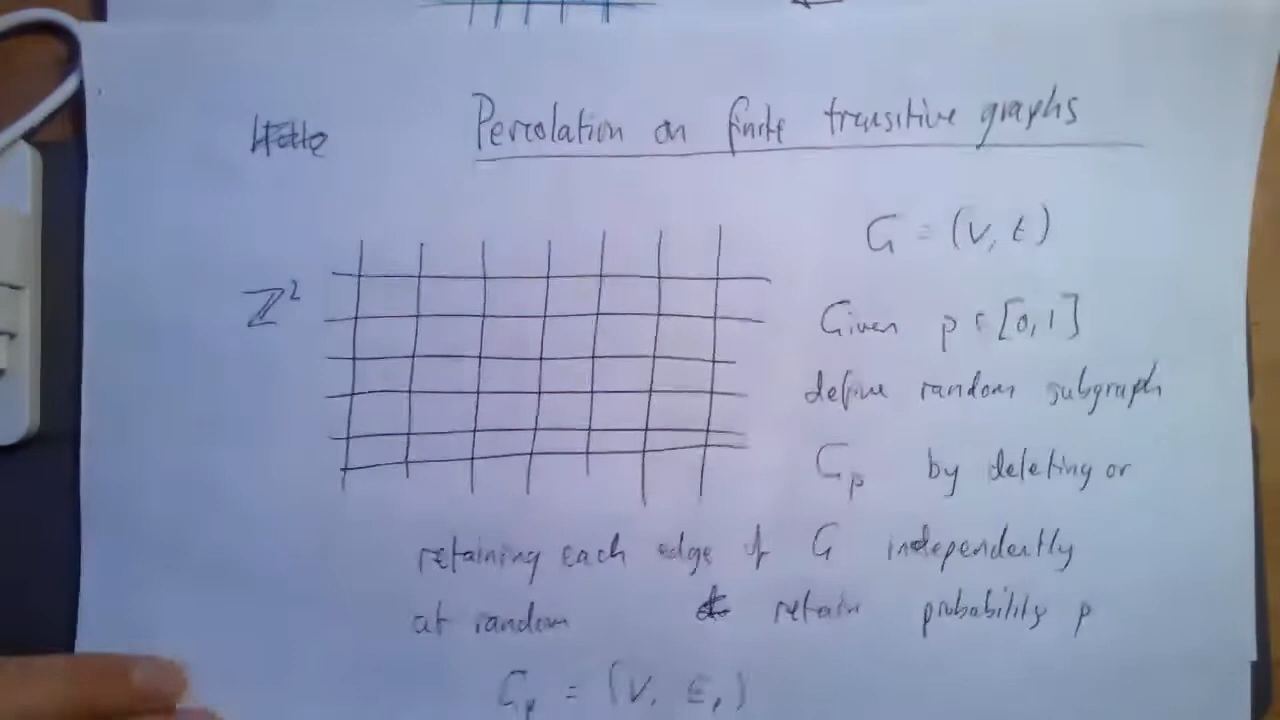 Percolation on finite transitive graphs
G = (V, E)
ℤ²
Given p ∈ [0,1]
define random subgraph
G_p by deleting or
retaining each edge of G independently
at random retain probability p
G_p = (V, E_p)